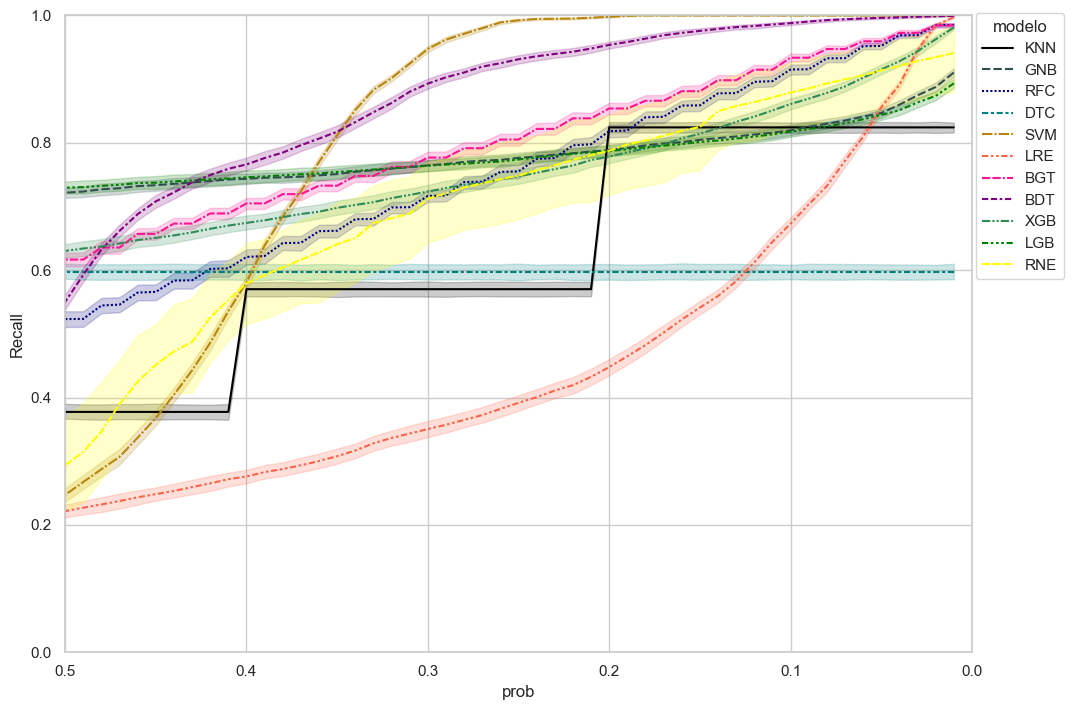 1.0
0.8
0.6
0.4
0.2
0.0
Recall
0.5
0.4
0.3
0.2
0.1
0.0
prob
modelo
KNN
GNB
RFC
DTC
SVM
LRE
BGT
BDT
XGB
LGB
RNE